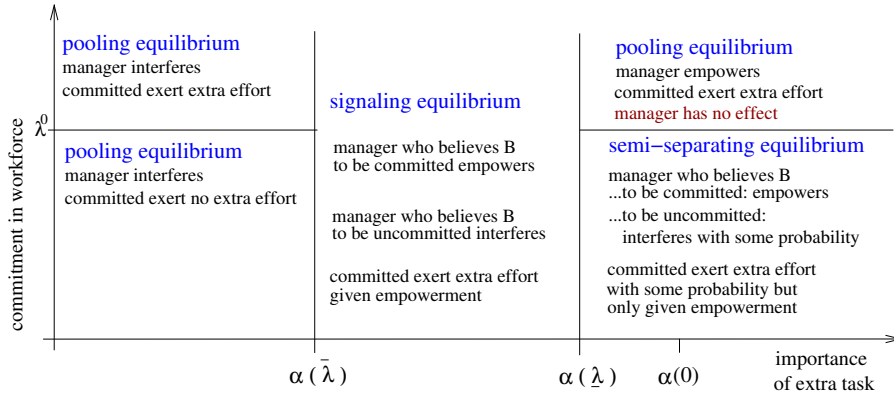 commitment in workforce
λ⁰
pooling equilibrium
manager interferes
committed exert extra effort
pooling equilibrium
manager interferes
committed exert no extra effort
signaling equilibrium
manager who believes B
to be committed empowers
manager who believes B
to be uncommitted interferes
committed exert extra effort
given empowerment
pooling equilibrium
manager empowers
committed exert extra effort
manager has no effect
semi−separating equilibrium
manager who believes B
...to be committed: empowers
...to be uncommitted:
interferes with some probability
committed exert extra effort
with some probability but
only given empowerment
α ( λ̄ )
α ( λ̲ )
α(0)
importance
of extra task